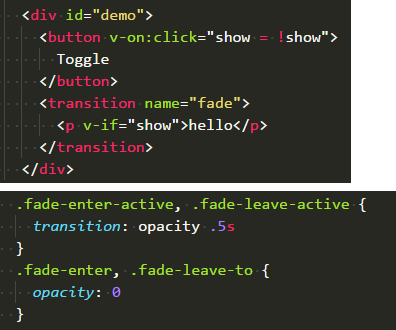 <div id="demo">
<button v-on:click="show = !show">
Toggle
</button>
<transition name="fade">
<p v-if="show">hello</p>
</transition>
</div>
.fade-enter-active, .fade-leave-active {
transition: opacity .5s
}
.fade-enter, .fade-leave-to {
opacity: 0
}